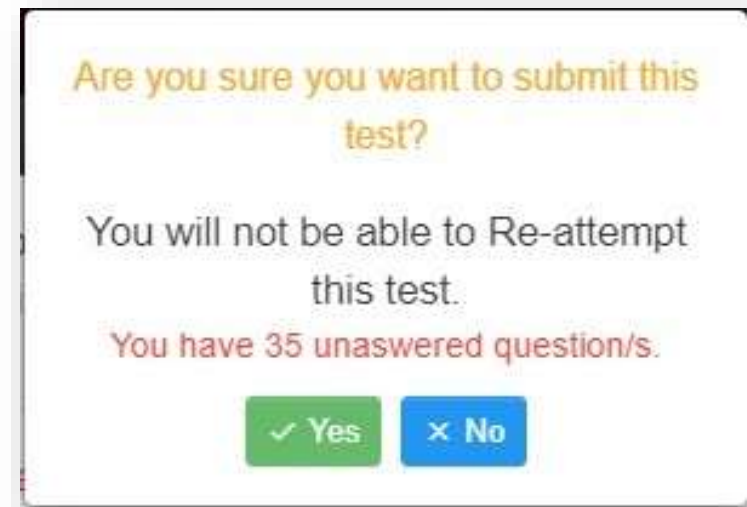 Are you sure you want to submit this
test?
You will not be able to Re-attempt
this test.
You have 35 unaswered question/s.
✓ Yes
× No